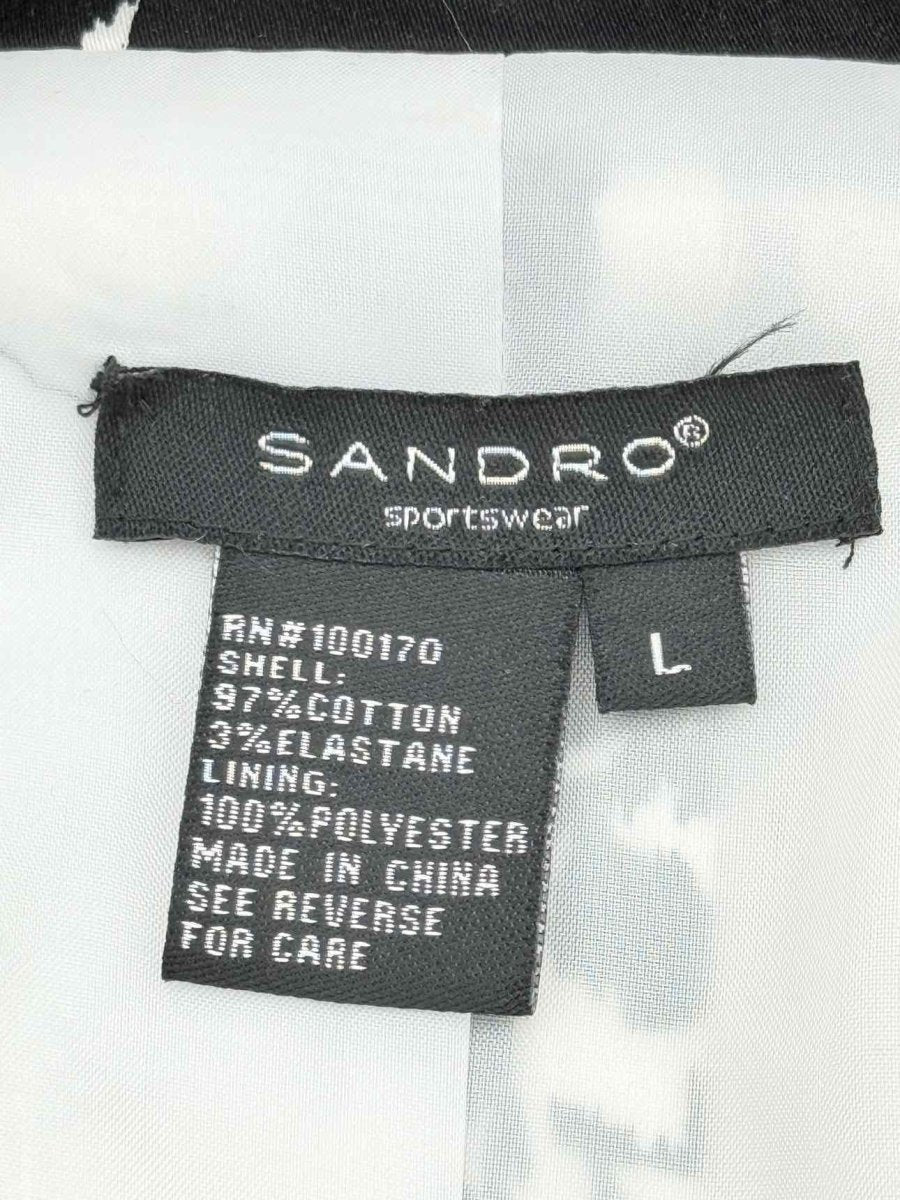 SANDRO®
sportswear
L
RN#100170
SHELL:
97%COTTON
3%ELASTANE
LINING:
100%POLYESTER
MADE IN CHINA
SEE REVERSE
FOR CARE